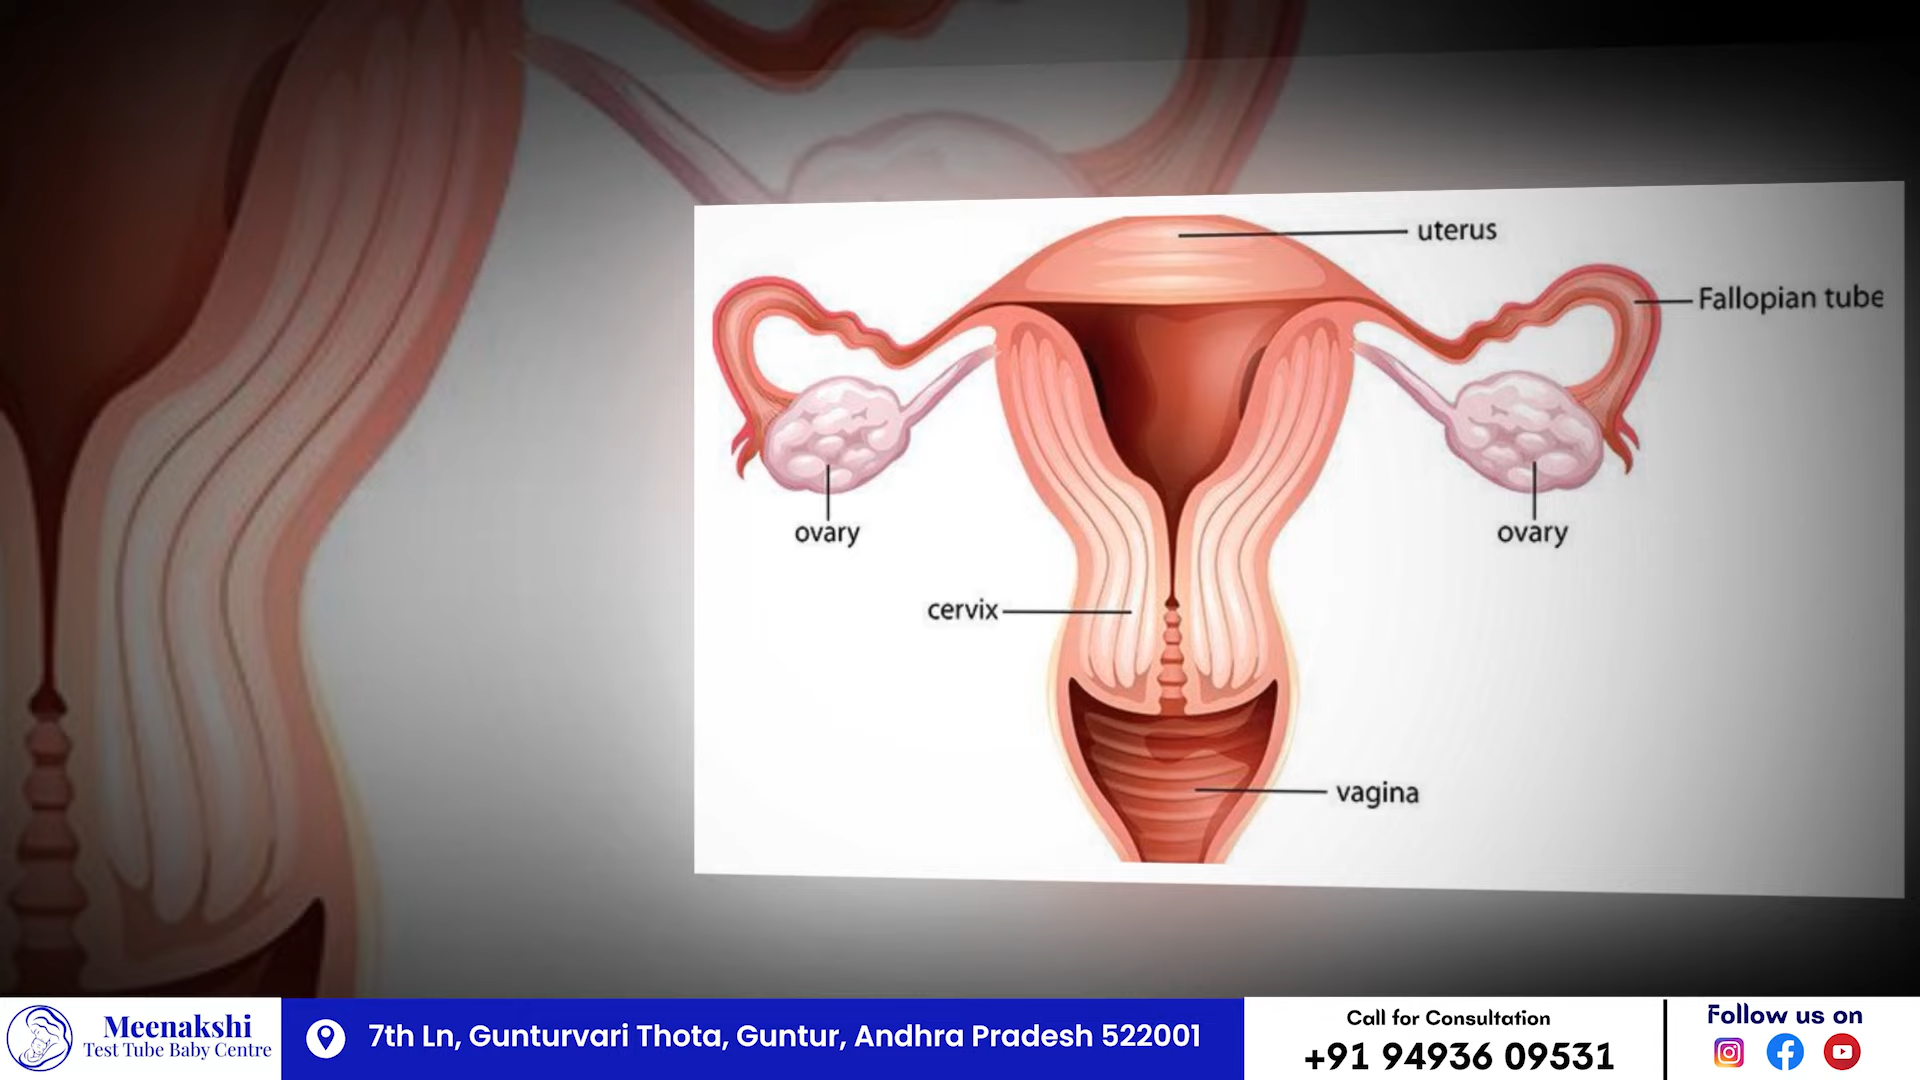 uterus
Fallopian tube
ovary
ovary
cervix
vagina
Meenakshi
Test Tube Baby Centre
7th Ln, Gunturvari Thota, Guntur, Andhra Pradesh 522001
Call for Consultation
+91 94936 09531
Follow us on